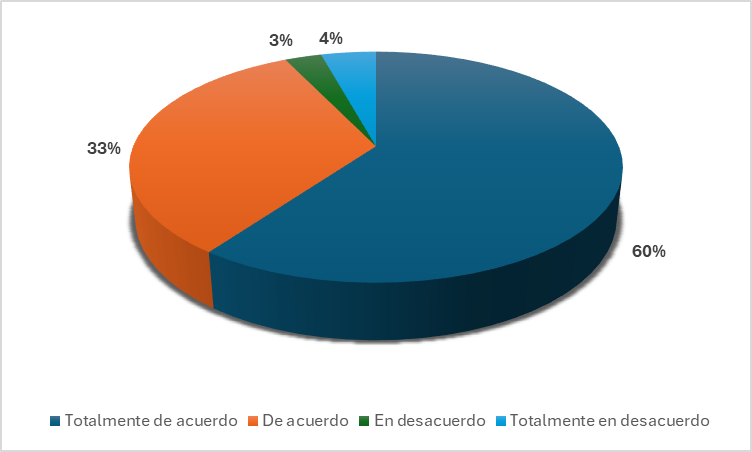 3% 4%
33%
60%
Totalmente de acuerdo De acuerdo En desacuerdo Totalmente en desacuerdo